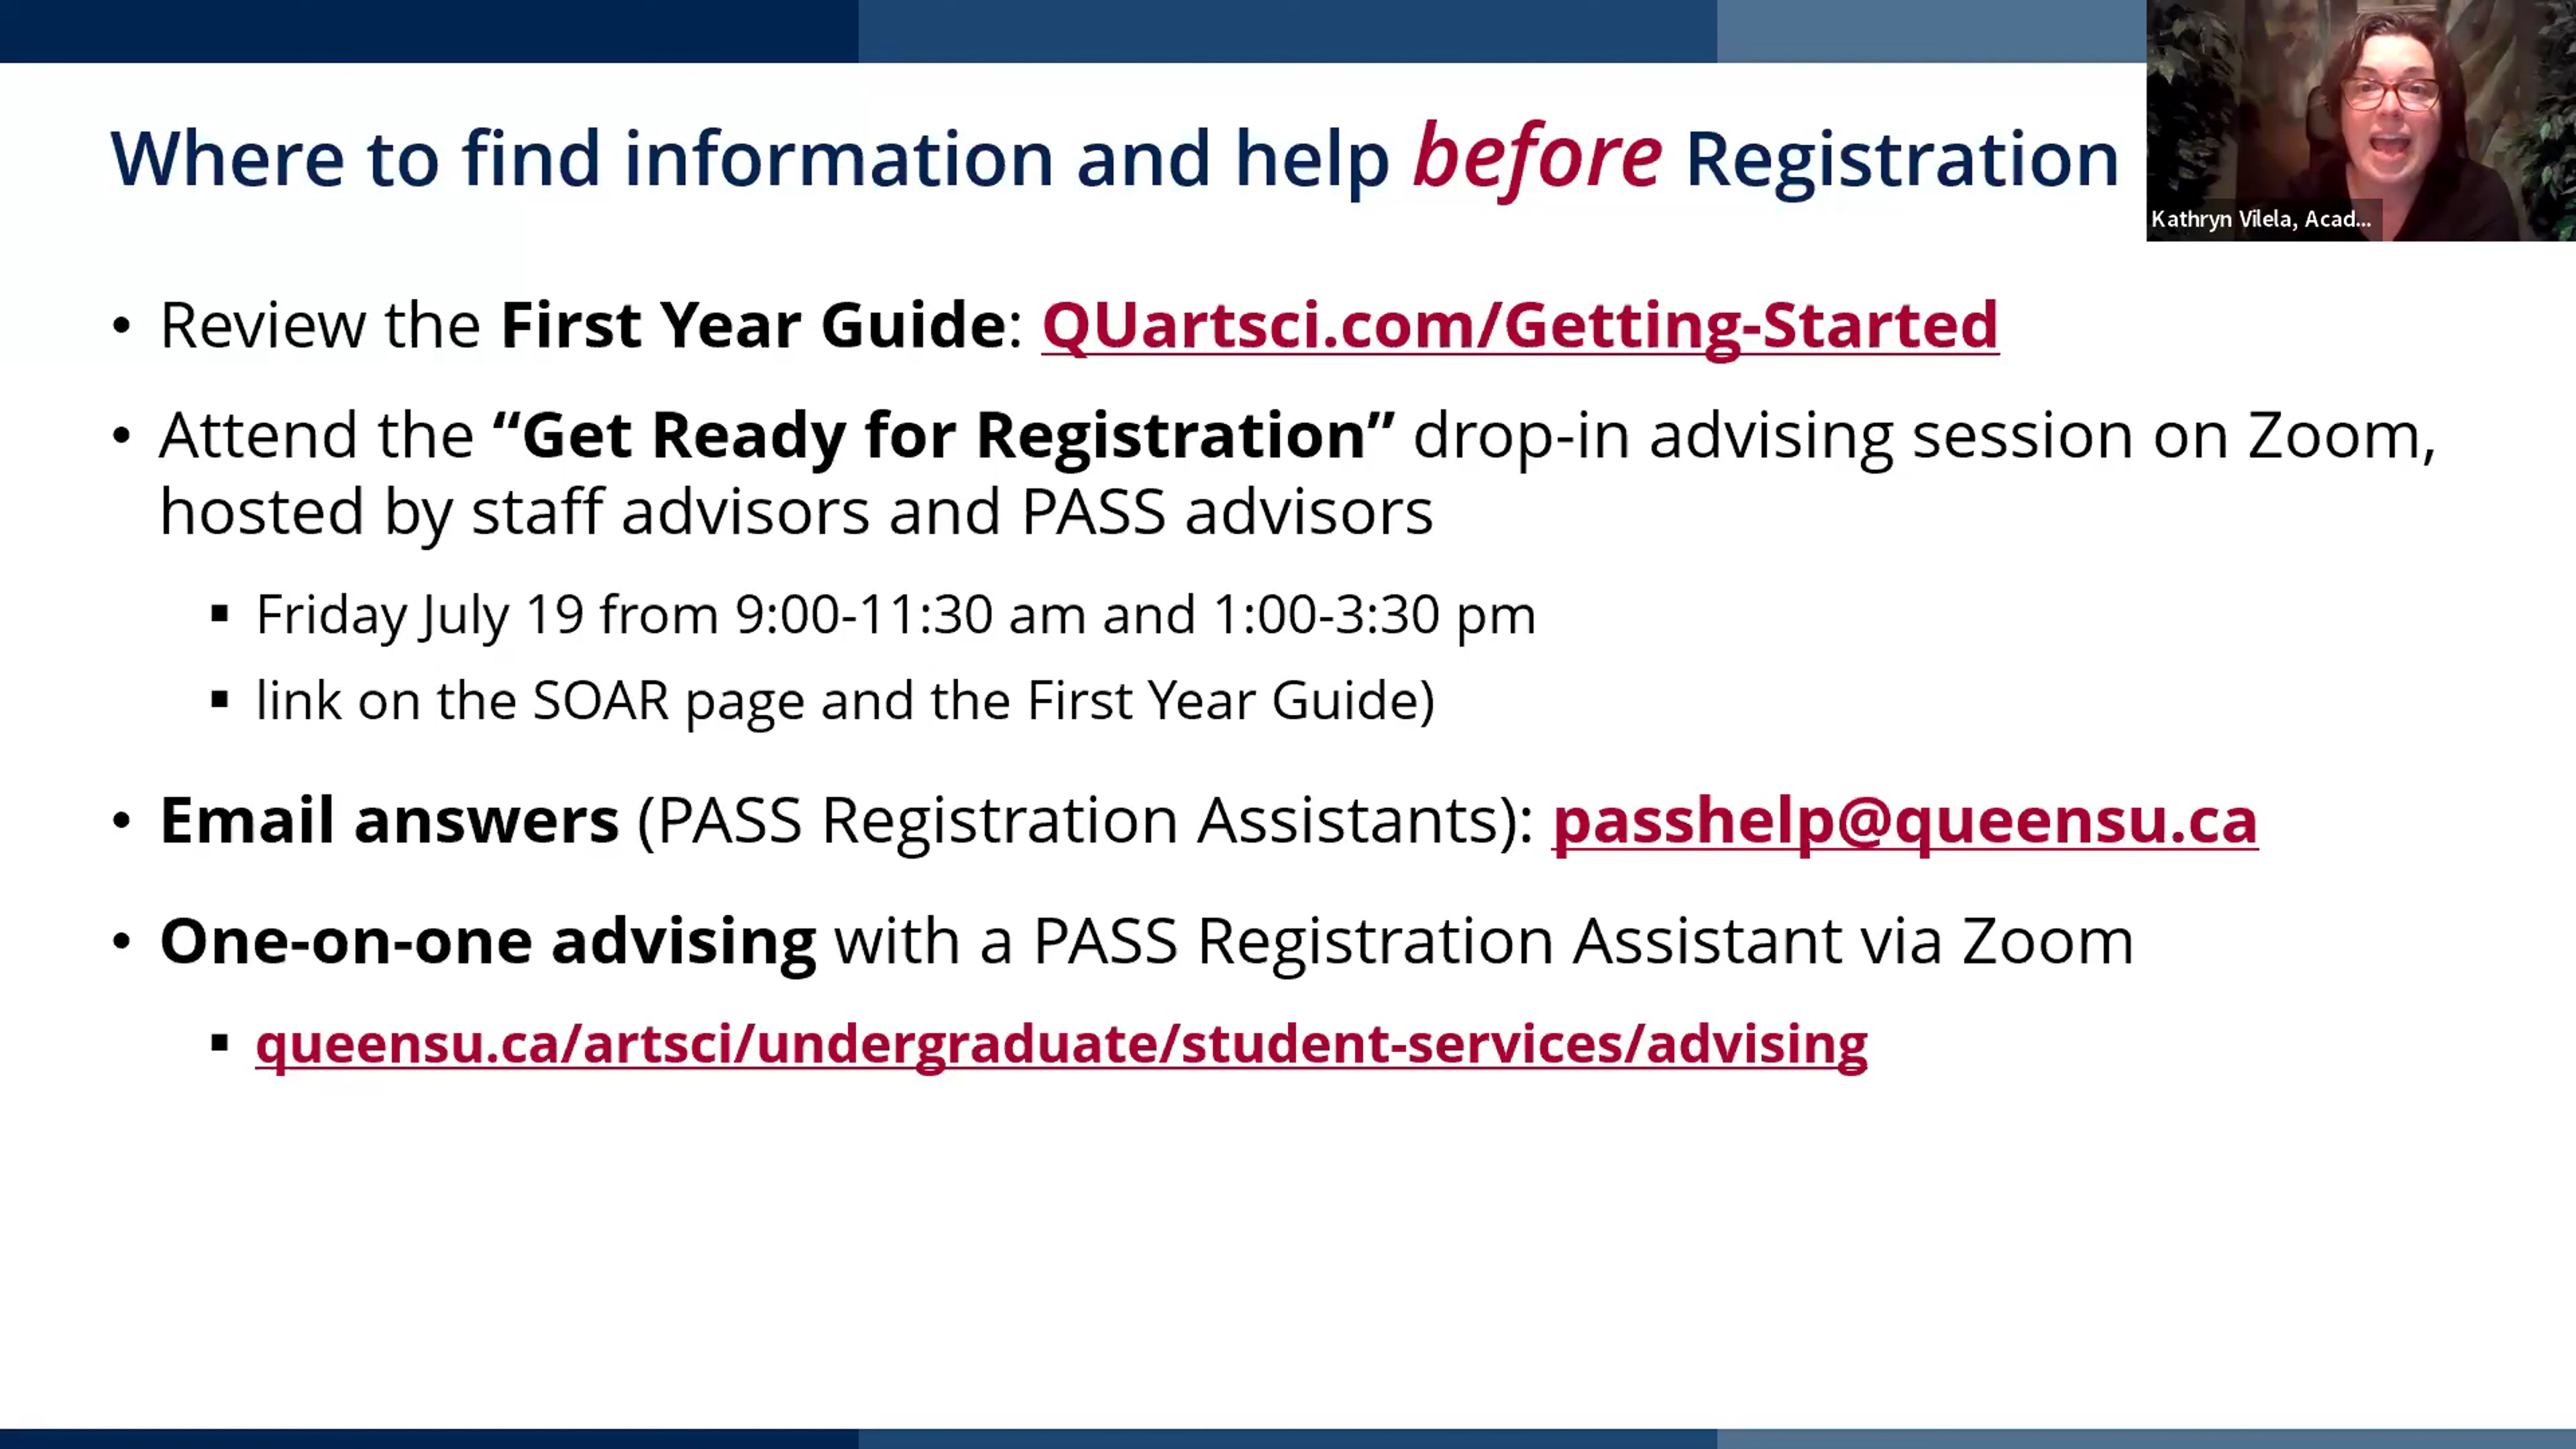 Where to find information and help before Registration
Kathryn Vilela, Acad...
• Review the First Year Guide: QUartsci.com/Getting-Started
• Attend the “Get Ready for Registration” drop-in advising session on Zoom,
hosted by staff advisors and PASS advisors
▪ Friday July 19 from 9:00-11:30 am and 1:00-3:30 pm
▪ link on the SOAR page and the First Year Guide)
• Email answers (PASS Registration Assistants): passhelp@queensu.ca
• One-on-one advising with a PASS Registration Assistant via Zoom
▪ queensu.ca/artsci/undergraduate/student-services/advising